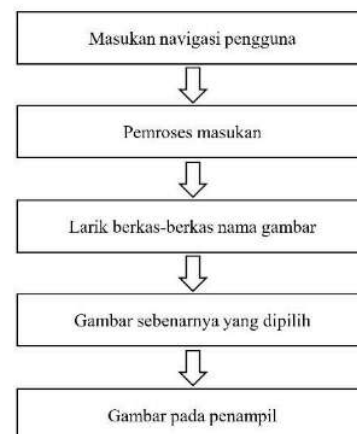 Masukan navigasi pengguna
Pemroses masukan
Larik berkas-berkas nama gambar
Gambar sebenarnya yang dipilih
Gambar pada penampil